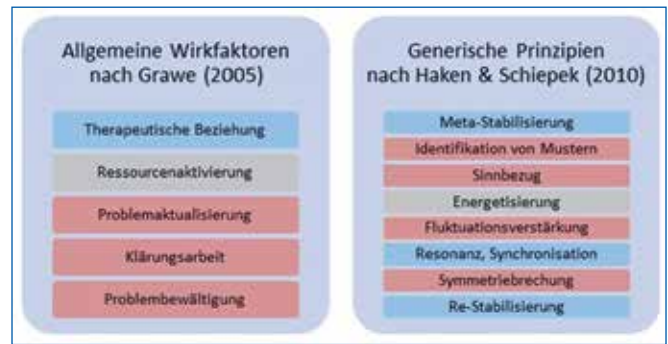 Allgemeine Wirkfaktoren
nach Grawe (2005)
Therapeutische Beziehung
Ressourcenaktivierung
Problemaktualisierung
Klärungsarbeit
Problembewältigung
Generische Prinzipien
nach Haken & Schiepek (2010)
Meta-Stabilisierung
Identifikation von Mustern
Sinnbezug
Energetisierung
Fluktuationsverstärkung
Resonanz, Synchronisation
Symmetriebrechung
Re-Stabilisierung